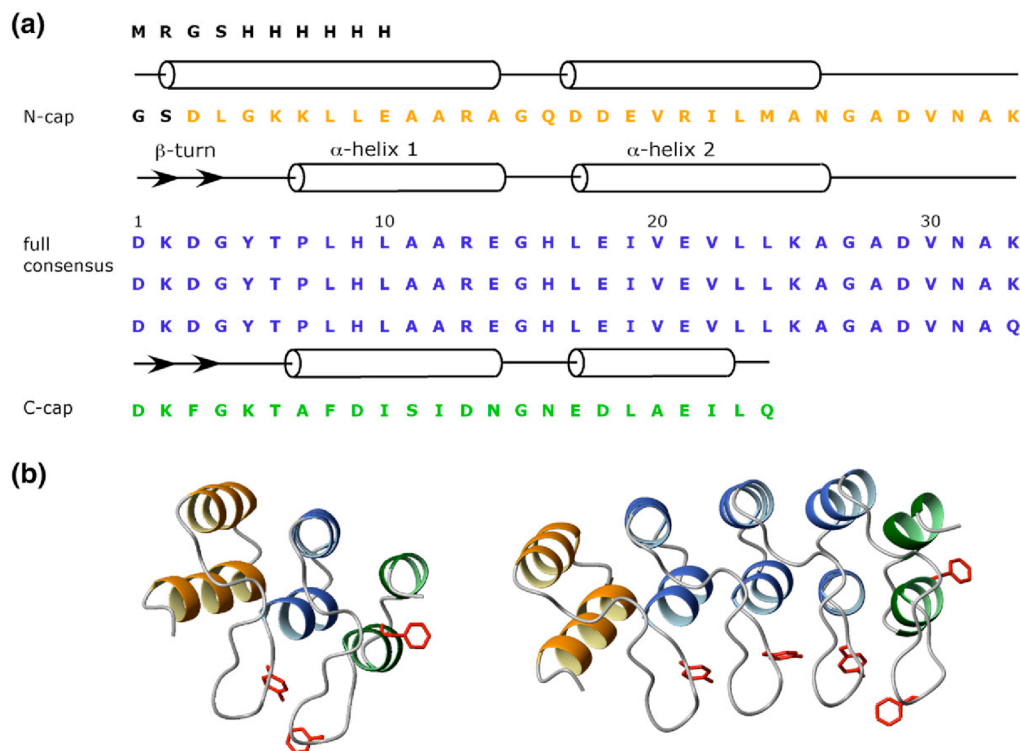 (a)
M R G S H H H H H H
N-cap G S D L G K K L L E A A R A G Q D D E V R I L M A N G A D V N A K
β-turn α-helix 1 α-helix 2
1 10 20 30
full consensus D K D G Y T P L H L A A R E G H L E I V E V L L K A G A D V N A K
D K D G Y T P L H L A A R E G H L E I V E V L L K A G A D V N A K
D K D G Y T P L H L A A R E G H L E I V E V L L K A G A D V N A Q
C-cap D K F G K T A F D I S I D N G N E D L A E I L Q
(b)